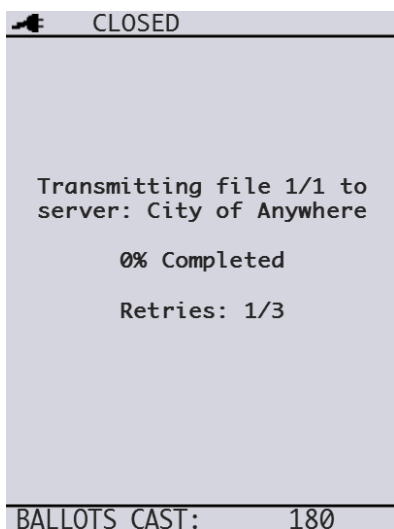 CLOSED
Transmitting file 1/1 to
server: City of Anywhere
0% Completed
Retries: 1/3
BALLOTS CAST: 180